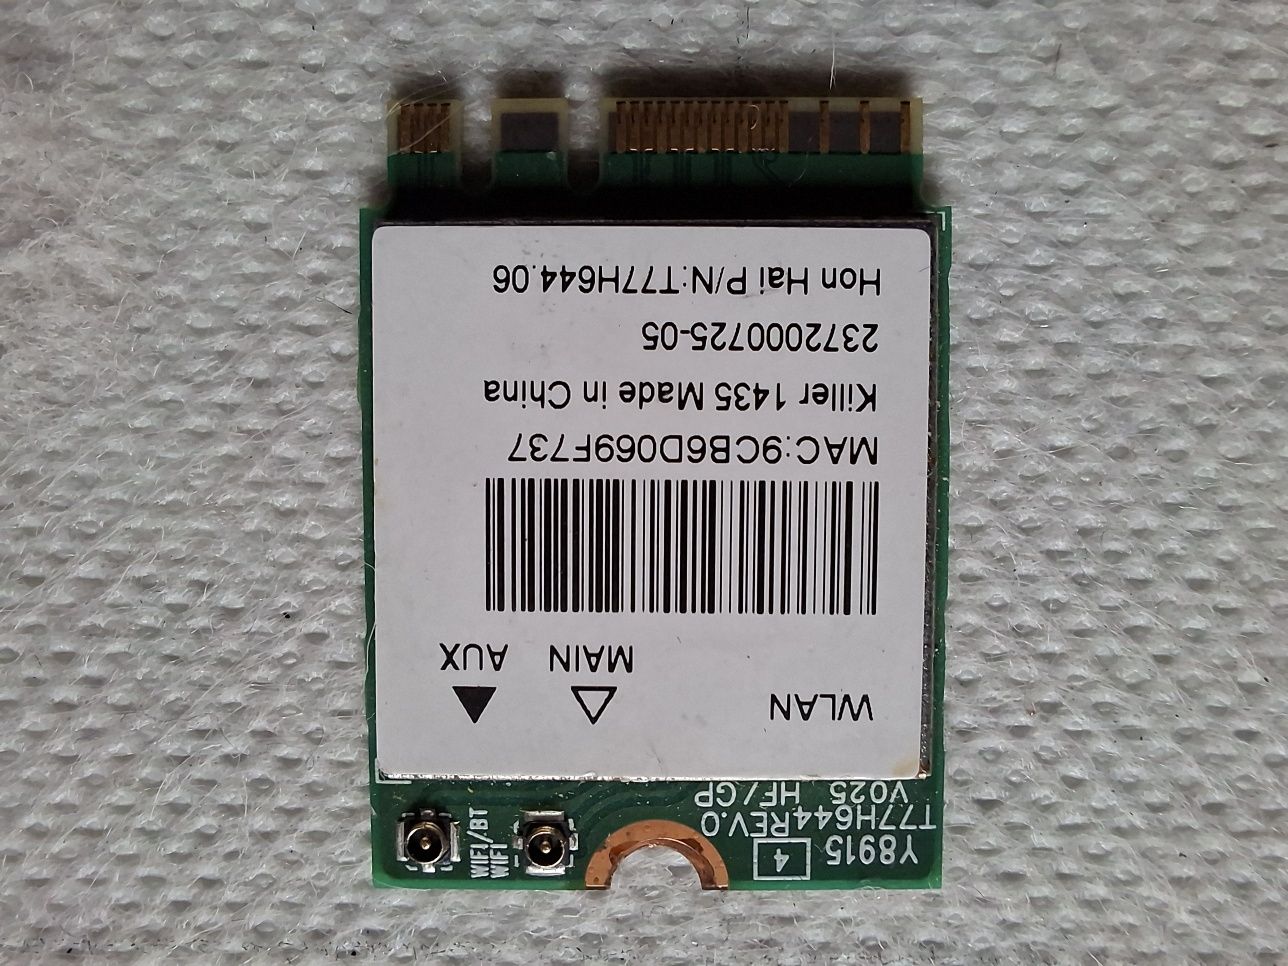 Hon Hai P/N:T77H644.06
2372000725-05
Killer 1435 Made in China
MAC:9CB6D069F737
MAIN AUX
WLAN
V025 HF/GP
T77H644REV.0
Y8915 4
WIFI/BT
WIFI